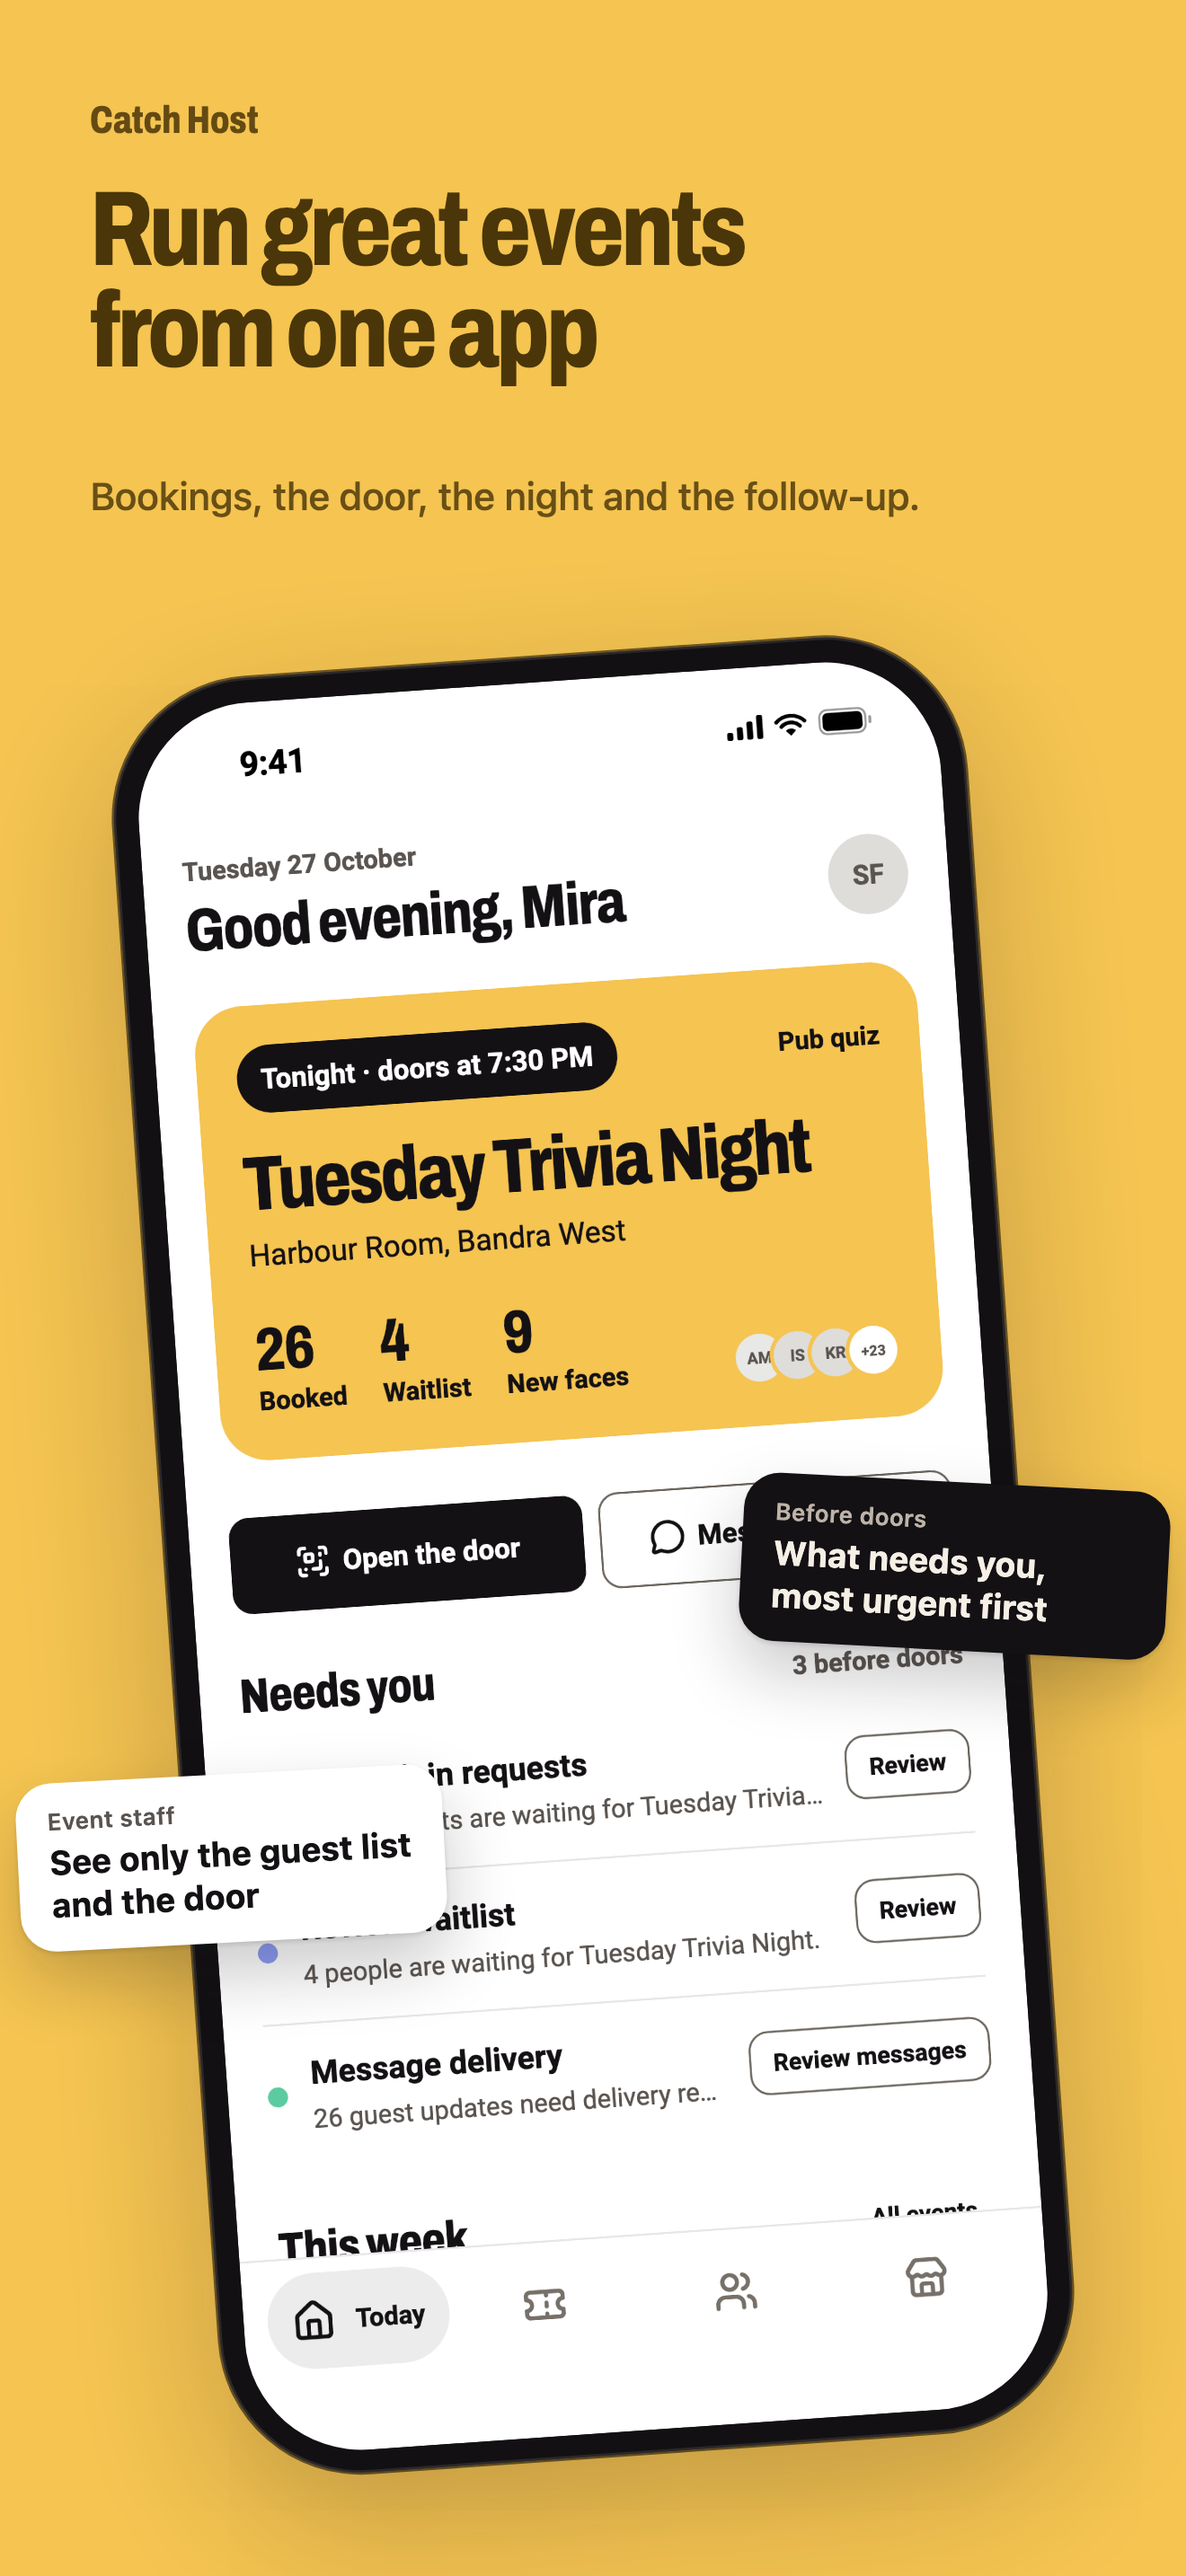 Catch Host
Run great events
from one app
Bookings, the door, the night and the follow-up.
9:41
Tuesday 27 October
Good evening, Mira
SF
Tonight · doors at 7:30 PM
Pub quiz
Tuesday Trivia Night
Harbour Room, Bandra West
26
Booked
4
Waitlist
9
New faces
AM
IS
KR
+23
Open the door
Before doors
What needs you,
most urgent first
Needs you
3 before doors
in requests
are waiting for Tuesday Trivia...
Review
Event staff
See only the guest list
and the door
4 people are waiting for Tuesday Trivia Night.
Review
Message delivery
26 guest updates need delivery re...
Review messages
This week
All events
Today